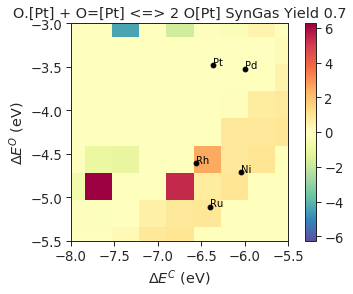 O.[Pt] + O=[Pt] <=> 2 O[Pt] SynGas Yield 0.7
−3.0
−3.5
−4.0
−4.5
−5.0
−5.5
ΔE^O (eV)
Pt
Pd
Rh
Ni
Ru
−8.0 −7.5 −7.0 −6.5 −6.0 −5.5
ΔE^C (eV)
6
4
2
0
−2
−4
−6